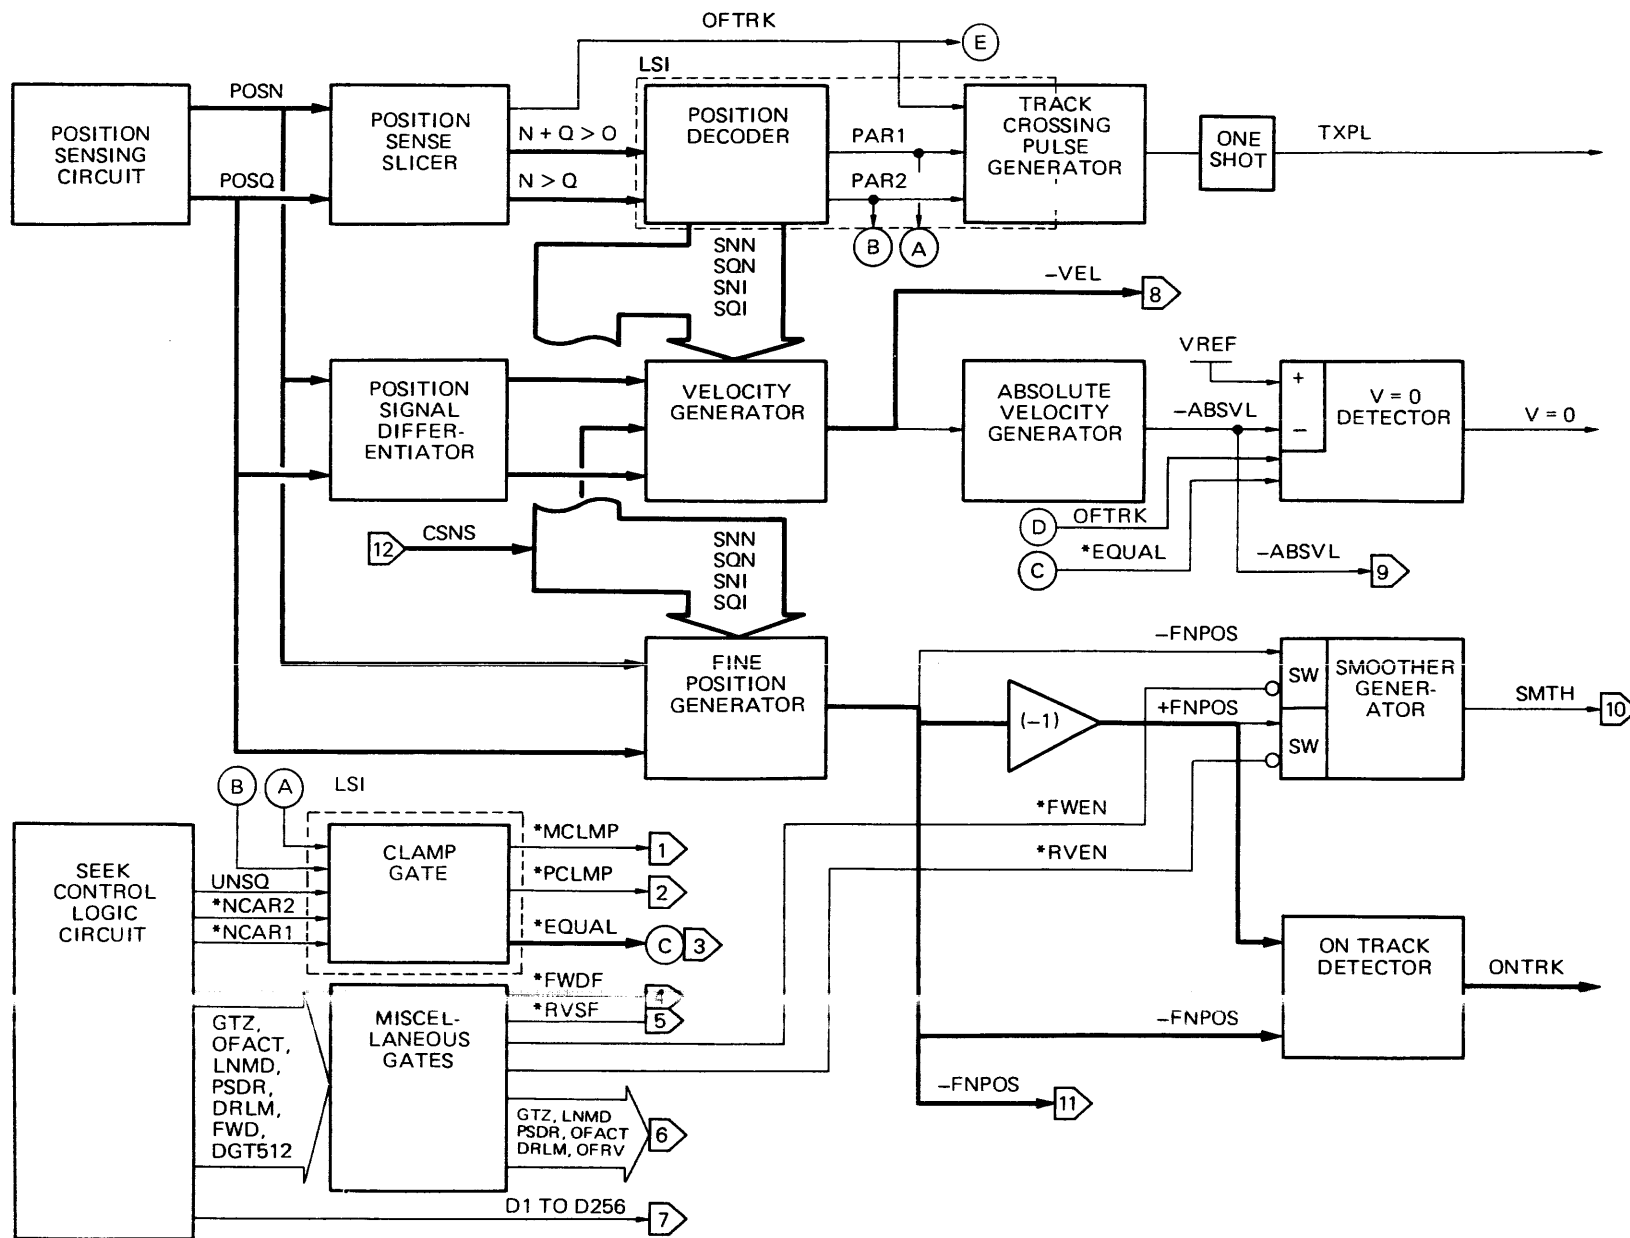 OFTRK
E
LSI
POSITION
SENSING
CIRCUIT
POSN
POSQ
POSITION
SENSE
SLICER
N + Q > O
N > Q
POSITION
DECODER
PAR1
PAR2
TRACK
CROSSING
PULSE
GENERATOR
ONE
SHOT
TXPL
B
A
SNN
SQN
SNI
SQI
−VEL
8
POSITION
SIGNAL
DIFFER-
ENTIATOR
VELOCITY
GENERATOR
ABSOLUTE
VELOCITY
GENERATOR
VREF
−ABSVL
+
−
V = 0
DETECTOR
V = 0
D
OFTRK
C
*EQUAL
−ABSVL
9
12
CSNS
SNN
SQN
SNI
SQI
FINE
POSITION
GENERATOR
−FNPOS
(−1)
+FNPOS
SW
SW
SMOOTHER
GENER-
ATOR
SMTH
10
B
A
LSI
*FWEN
*RVEN
SEEK
CONTROL
LOGIC
CIRCUIT
UNSQ
*NCAR2
*NCAR1
CLAMP
GATE
*MCLMP
1
*PCLMP
2
*EQUAL
C
3
*FWDF
4
*RVSF
5
ON TRACK
DETECTOR
ONTRK
−FNPOS
−FNPOS
11
GTZ,
OFACT,
LNMD,
PSDR,
DRLM,
FWD,
DGT512
MISCEL-
LANEOUS
GATES
GTZ, LNMD
PSDR, OFACT
DRLM, OFRV
6
D1 TO D256
7